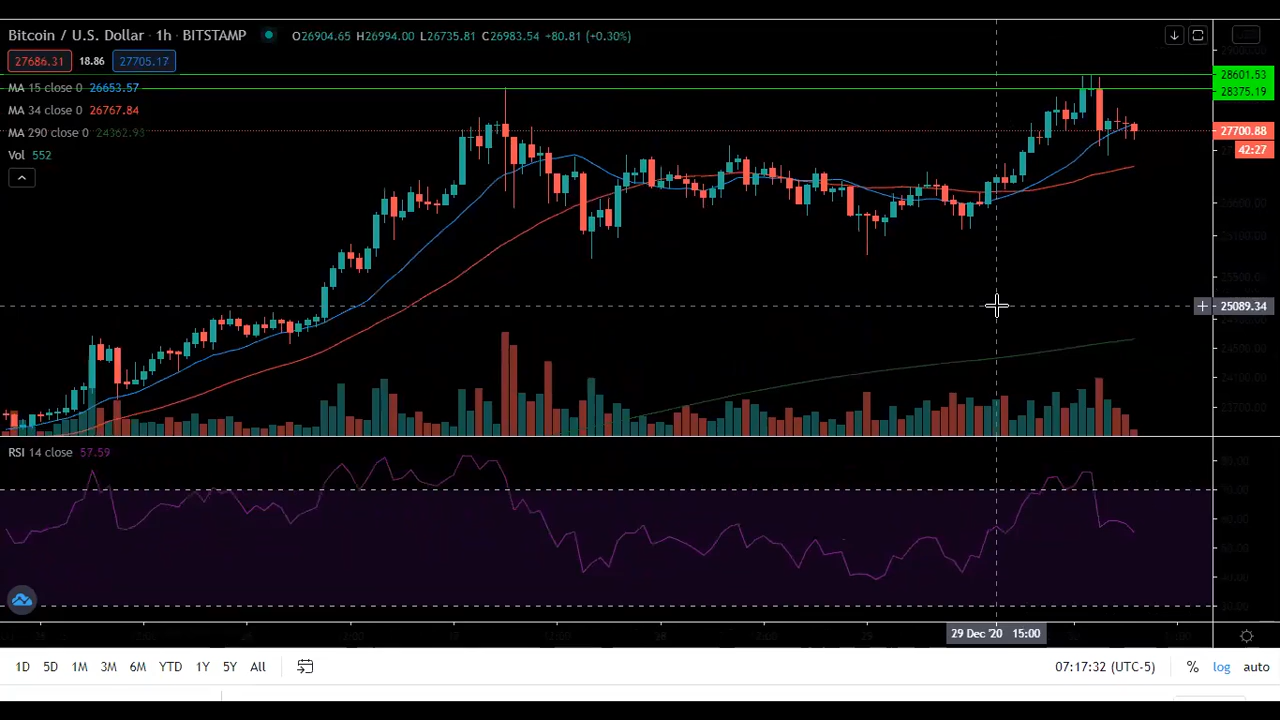 Bitcoin / U.S. Dollar · 1h · BITSTAMP O26904.65 H26994.00 L26735.81 C26983.54 +80.81 (+0.30%)
27686.31 18.86 27705.17
MA 15 close 0 26653.57
MA 34 close 0 26767.84
MA 290 close 0 24362.93
Vol 552
28601.53
28375.19
27700.88
42:27
25089.34
RSI 14 close 57.59
29 Dec '20 15:00
1D 5D 1M 3M 6M YTD 1Y 5Y All 07:17:32 (UTC-5) % log auto